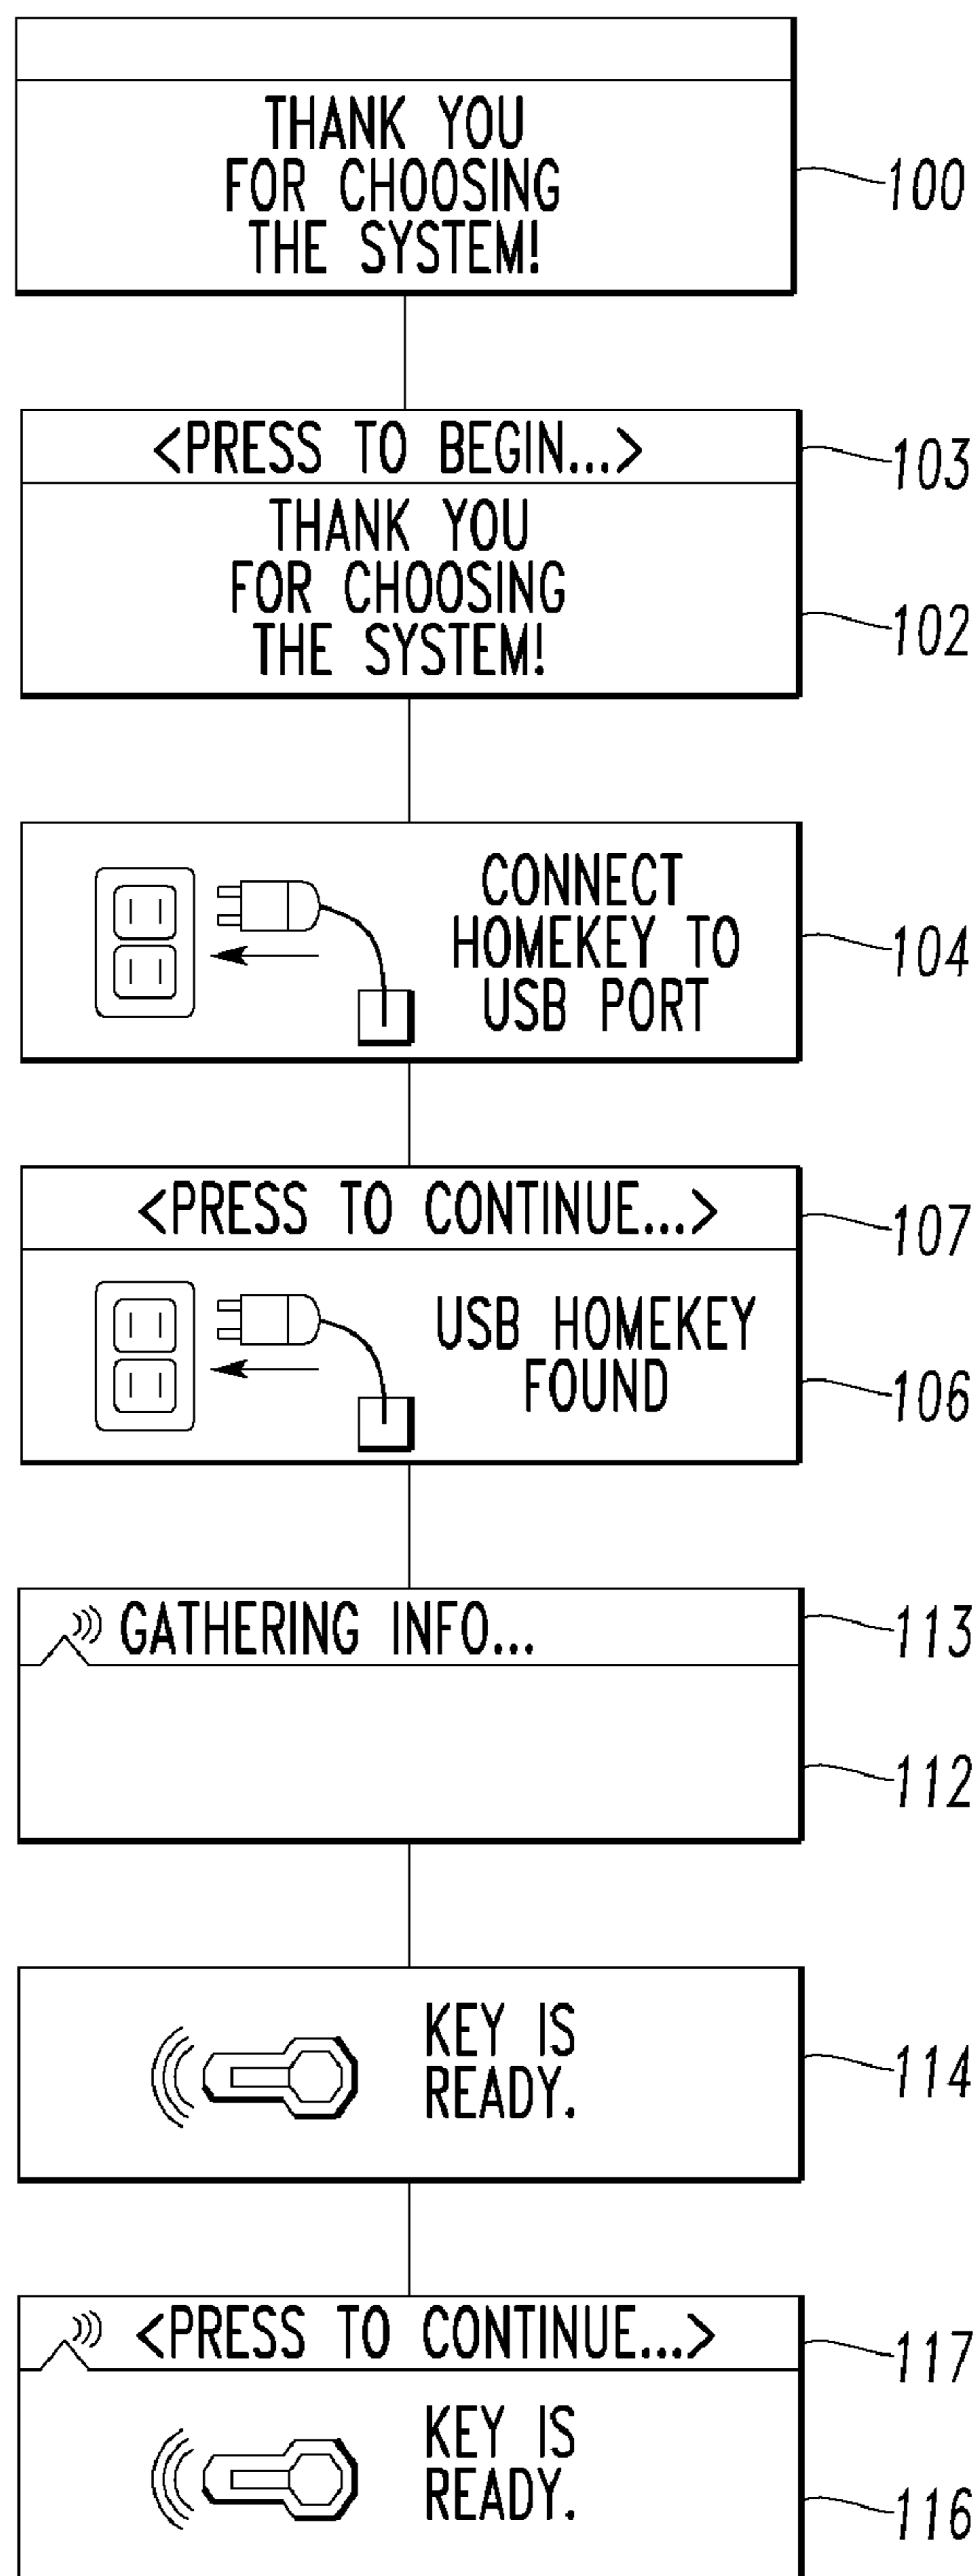 THANK YOU
FOR CHOOSING
THE SYSTEM!
100
<PRESS TO BEGIN...>
103
THANK YOU
FOR CHOOSING
THE SYSTEM!
102
CONNECT
HOMEKEY TO
USB PORT
104
<PRESS TO CONTINUE...>
107
USB HOMEKEY
FOUND
106
GATHERING INFO...
113
112
KEY IS
READY.
114
<PRESS TO CONTINUE...>
117
KEY IS
READY.
116